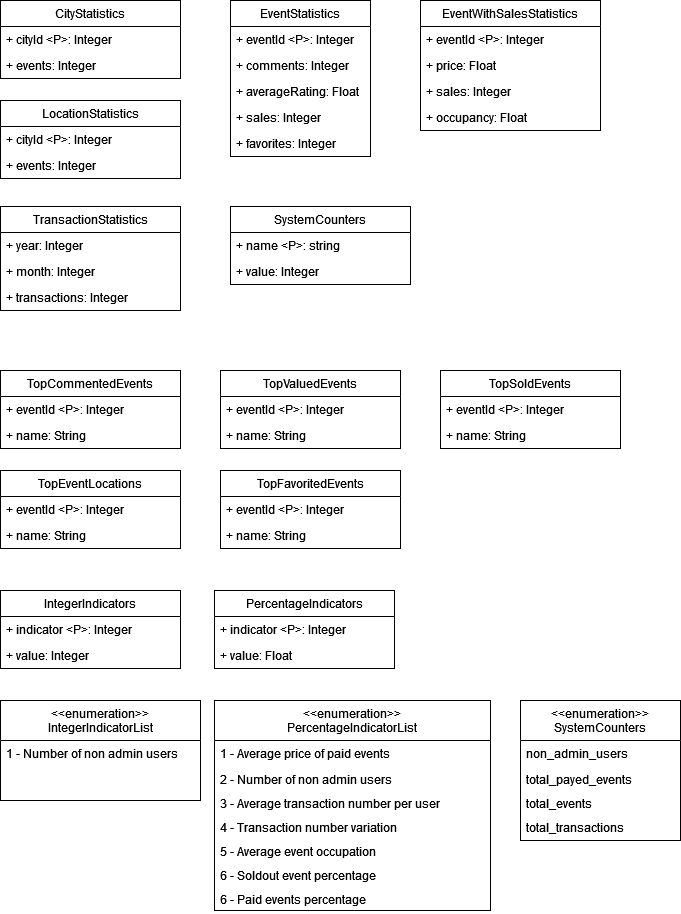 CityStatistics
+ cityId <P>: Integer
+ events: Integer
EventStatistics
+ eventId <P>: Integer
+ comments: Integer
+ averageRating: Float
+ sales: Integer
+ favorites: Integer
EventWithSalesStatistics
+ eventId <P>: Integer
+ price: Float
+ sales: Integer
+ occupancy: Float
LocationStatistics
+ cityId <P>: Integer
+ events: Integer
TransactionStatistics
+ year: Integer
+ month: Integer
+ transactions: Integer
SystemCounters
+ name <P>: string
+ value: Integer
TopCommentedEvents
+ eventId <P>: Integer
+ name: String
TopValuedEvents
+ eventId <P>: Integer
+ name: String
TopSoldEvents
+ eventId <P>: Integer
+ name: String
TopEventLocations
+ eventId <P>: Integer
+ name: String
TopFavoritedEvents
+ eventId <P>: Integer
+ name: String
IntegerIndicators
+ indicator <P>: Integer
+ value: Integer
PercentageIndicators
+ indicator <P>: Integer
+ value: Float
<<enumeration>>
IntegerIndicatorList
1 - Number of non admin users
<<enumeration>>
PercentageIndicatorList
1 - Average price of paid events
2 - Number of non admin users
3 - Average transaction number per user
4 - Transaction number variation
5 - Average event occupation
6 - Soldout event percentage
6 - Paid events percentage
<<enumeration>>
SystemCounters
non_admin_users
total_payed_events
total_events
total_transactions